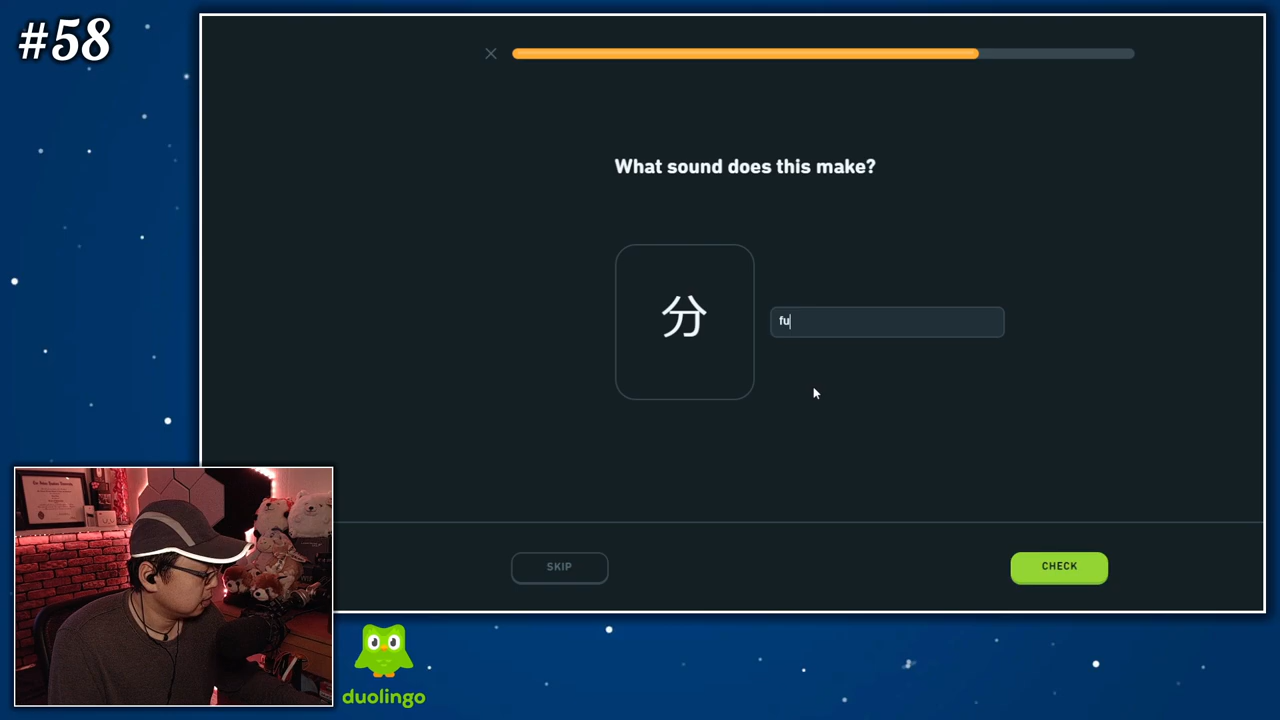 #58
What sound does this make?
分
fu
SKIP
CHECK
duolingo